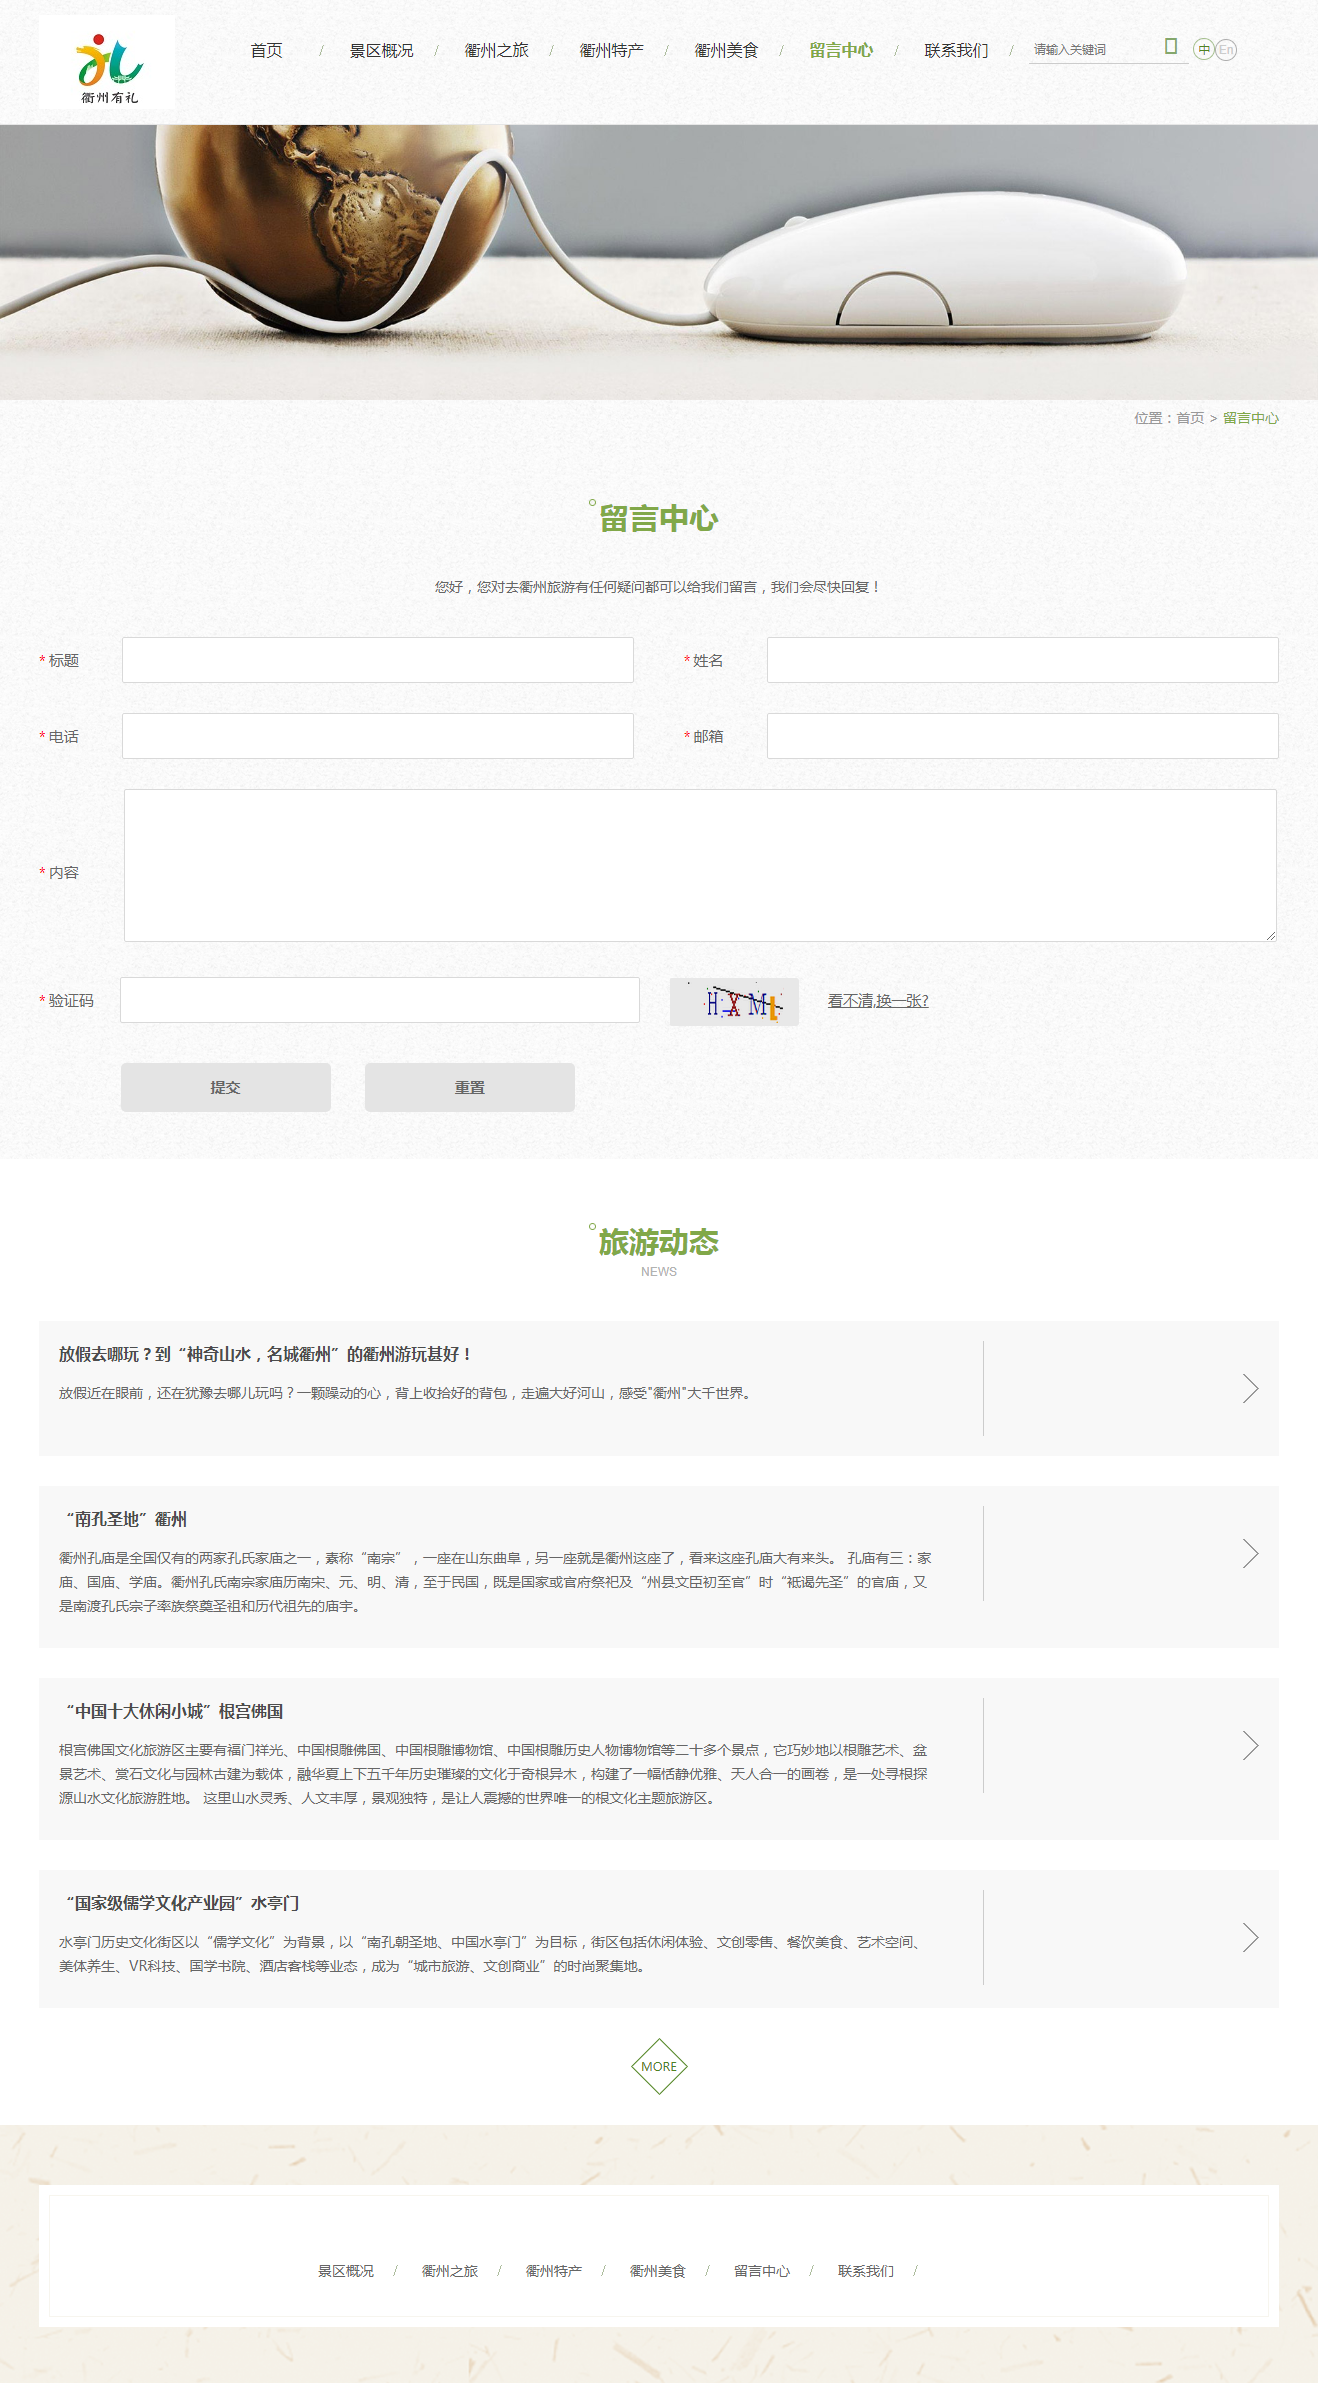 衢州有礼
首页 / 景区概况 / 衢州之旅 / 衢州特产 / 衢州美食 / 留言中心 / 联系我们 / 请输入关键词 中 En
位置：首页 > 留言中心
留言中心
您好，您对去衢州旅游有任何疑问都可以给我们留言，我们会尽快回复！
* 标题
* 姓名
* 电话
* 邮箱
* 内容
* 验证码
HXML
看不清,换一张?
提交
重置
旅游动态
NEWS
放假去哪玩？到“神奇山水，名城衢州”的衢州游玩甚好！
放假近在眼前，还在犹豫去哪儿玩吗？一颗躁动的心，背上收拾好的背包，走遍大好河山，感受"衢州"大千世界。
“南孔圣地”衢州
衢州孔庙是全国仅有的两家孔氏家庙之一，素称“南宗”，一座在山东曲阜，另一座就是衢州这座了，看来这座孔庙大有来头。 孔庙有三：家
庙、国庙、学庙。衢州孔氏南宗家庙历南宋、元、明、清，至于民国，既是国家或官府祭祀及“州县文臣初至官”时“祗谒先圣”的官庙，又
是南渡孔氏宗子率族祭奠圣祖和历代祖先的庙宇。
“中国十大休闲小城”根宫佛国
根宫佛国文化旅游区主要有福门祥光、中国根雕佛国、中国根雕博物馆、中国根雕历史人物博物馆等二十多个景点，它巧妙地以根雕艺术、盆
景艺术、赏石文化与园林古建为载体，融华夏上下五千年历史璀璨的文化于奇根异木，构建了一幅恬静优雅、天人合一的画卷，是一处寻根探
源山水文化旅游胜地。 这里山水灵秀、人文丰厚，景观独特，是让人震撼的世界唯一的根文化主题旅游区。
“国家级儒学文化产业园”水亭门
水亭门历史文化街区以“儒学文化”为背景，以“南孔朝圣地、中国水亭门”为目标，街区包括休闲体验、文创零售、餐饮美食、艺术空间、
美体养生、VR科技、国学书院、酒店客栈等业态，成为“城市旅游、文创商业”的时尚聚集地。
MORE
景区概况 / 衢州之旅 / 衢州特产 / 衢州美食 / 留言中心 / 联系我们 /